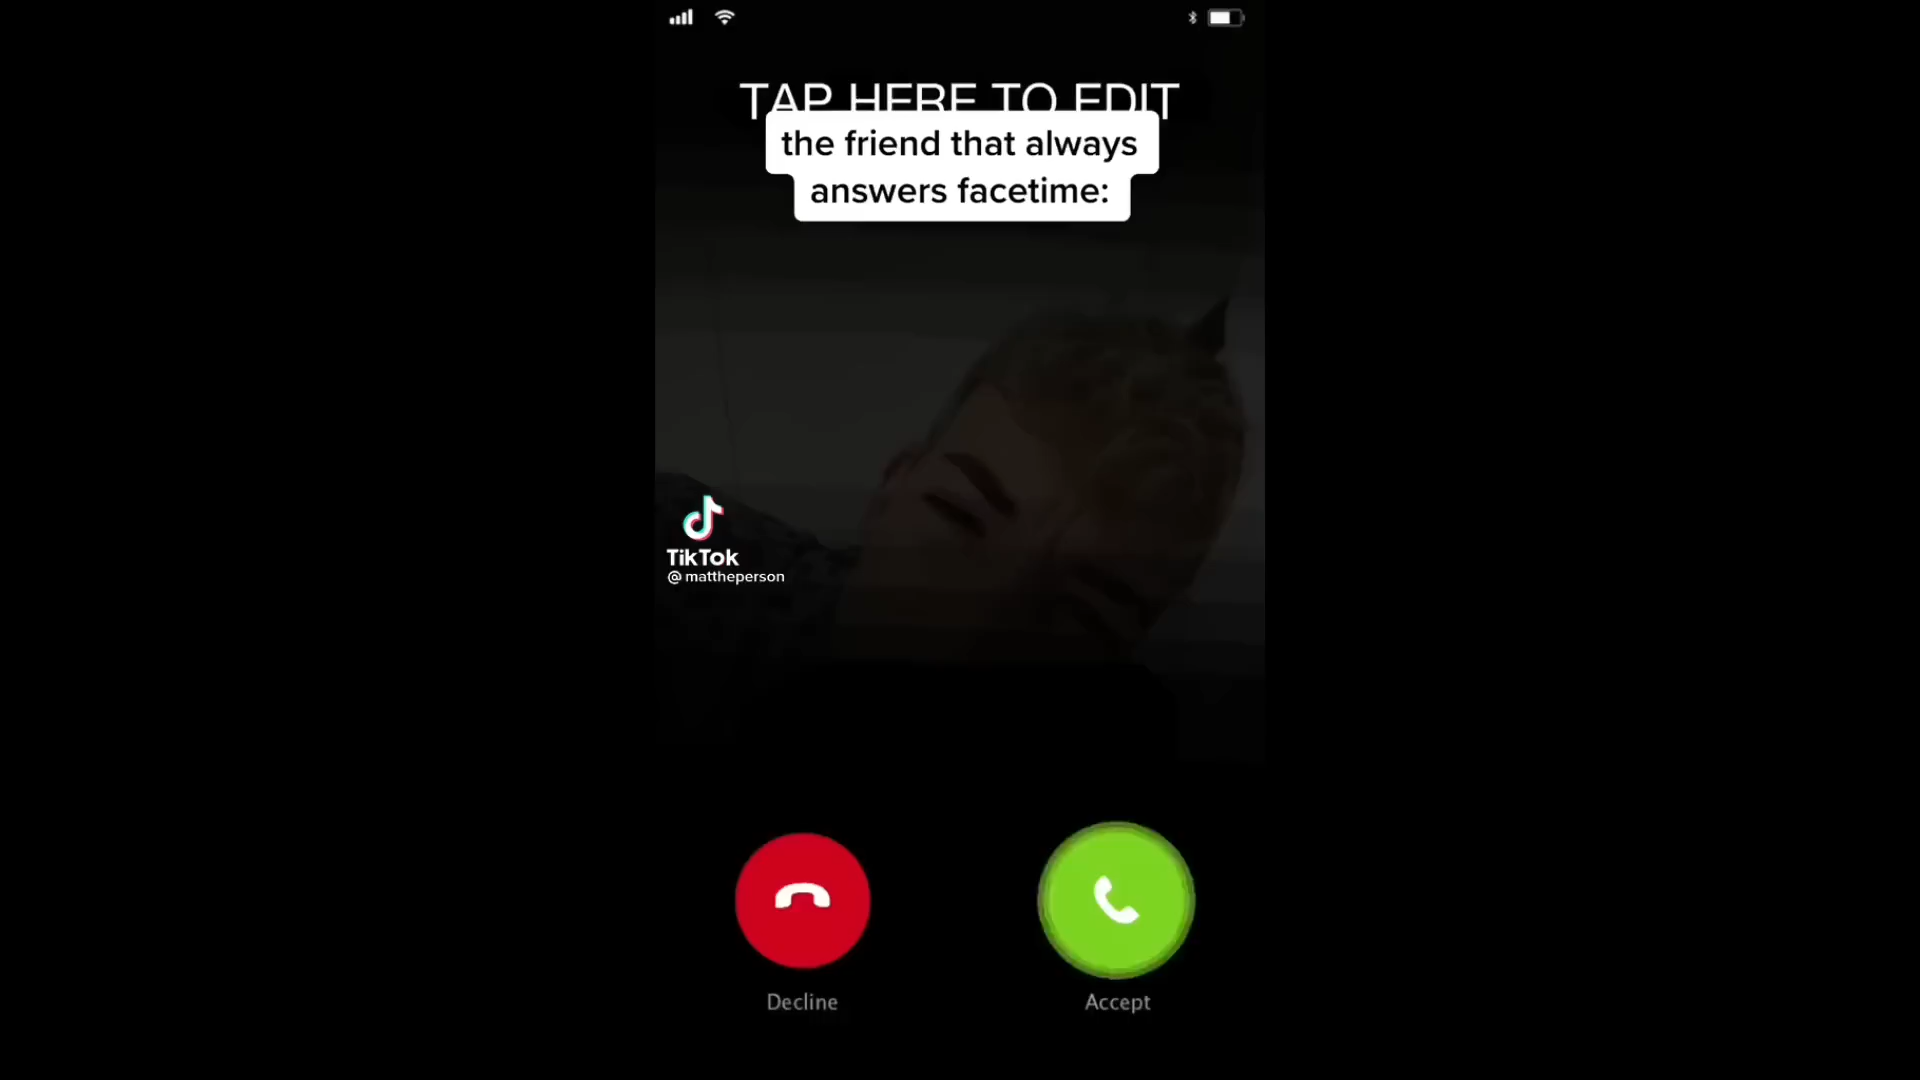 TAP HERE TO EDIT
the friend that always
answers facetime:
TikTok
@mattheperson
Decline
Accept